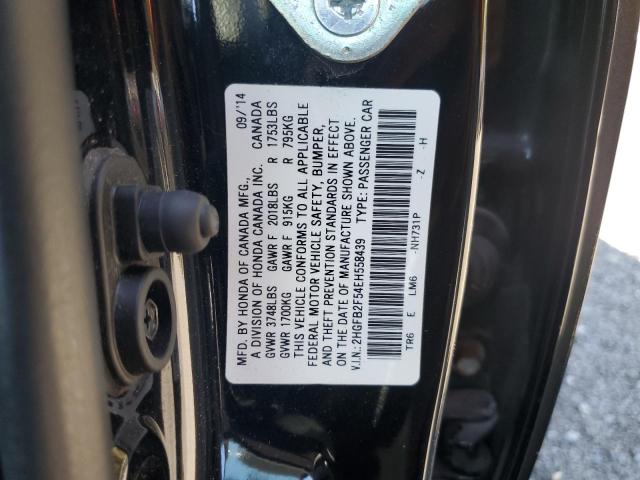 MFD. BY HONDA OF CANADA MFG., 09/'14
A DIVISION OF HONDA CANADA INC. CANADA
GVWR 3748LBS GAWR F 2018LBS R 1753LBS
GVWR 1700KG GAWR F 915KG R 795KG
THIS VEHICLE CONFORMS TO ALL APPLICABLE
FEDERAL MOTOR VEHICLE SAFETY, BUMPER,
AND THEFT PREVENTION STANDARDS IN EFFECT
ON THE DATE OF MANUFACTURE SHOWN ABOVE.
V.I.N.: 2HGFB2F54EH558439 TYPE: PASSENGER CAR
TR6 E LM6 -NH731P -Z -H